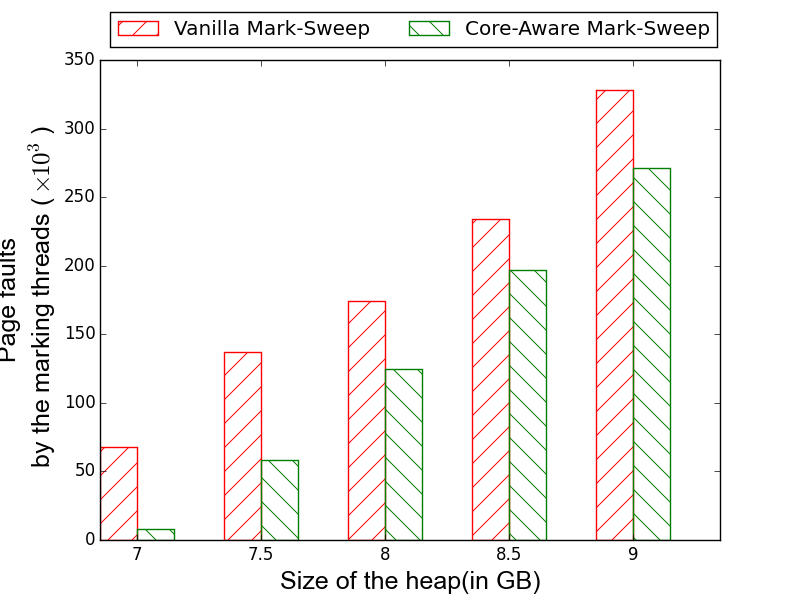 Vanilla Mark-Sweep Core-Aware Mark-Sweep
350
300
250
200
150
100
50
0
Page faults
by the marking threads ( ×10³ )
7 7.5 8 8.5 9
Size of the heap(in GB)